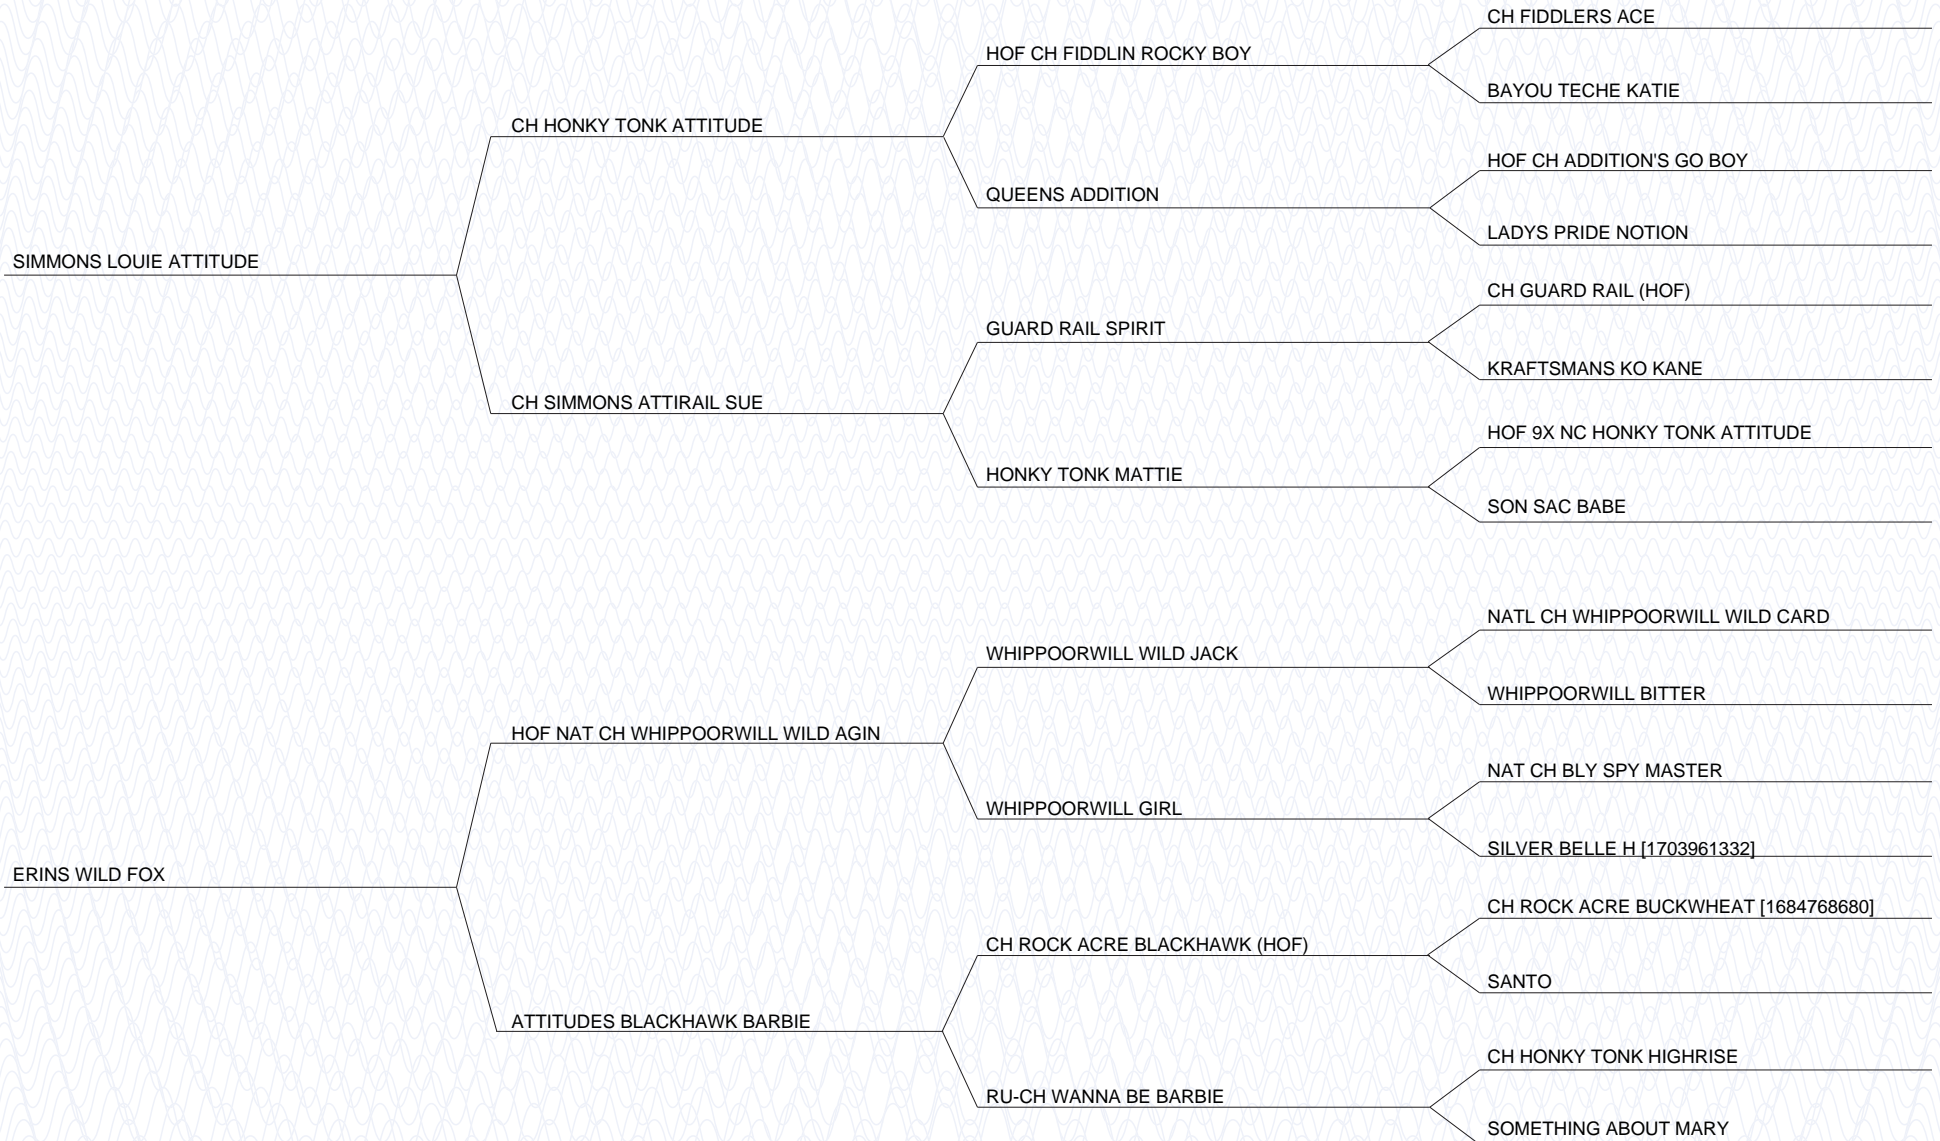 CH FIDDLERS ACE
HOF CH FIDDLIN ROCKY BOY
BAYOU TECHE KATIE
CH HONKY TONK ATTITUDE
HOF CH ADDITION'S GO BOY
QUEENS ADDITION
LADYS PRIDE NOTION
SIMMONS LOUIE ATTITUDE
CH GUARD RAIL (HOF)
GUARD RAIL SPIRIT
KRAFTSMANS KO KANE
CH SIMMONS ATTIRAIL SUE
HOF 9X NC HONKY TONK ATTITUDE
HONKY TONK MATTIE
SON SAC BABE
NATL CH WHIPPOORWILL WILD CARD
WHIPPOORWILL WILD JACK
WHIPPOORWILL BITTER
HOF NAT CH WHIPPOORWILL WILD AGIN
NAT CH BLY SPY MASTER
WHIPPOORWILL GIRL
SILVER BELLE H [1703961332]
ERINS WILD FOX
CH ROCK ACRE BUCKWHEAT [1684768680]
CH ROCK ACRE BLACKHAWK (HOF)
SANTO
ATTITUDES BLACKHAWK BARBIE
CH HONKY TONK HIGHRISE
RU-CH WANNA BE BARBIE
SOMETHING ABOUT MARY